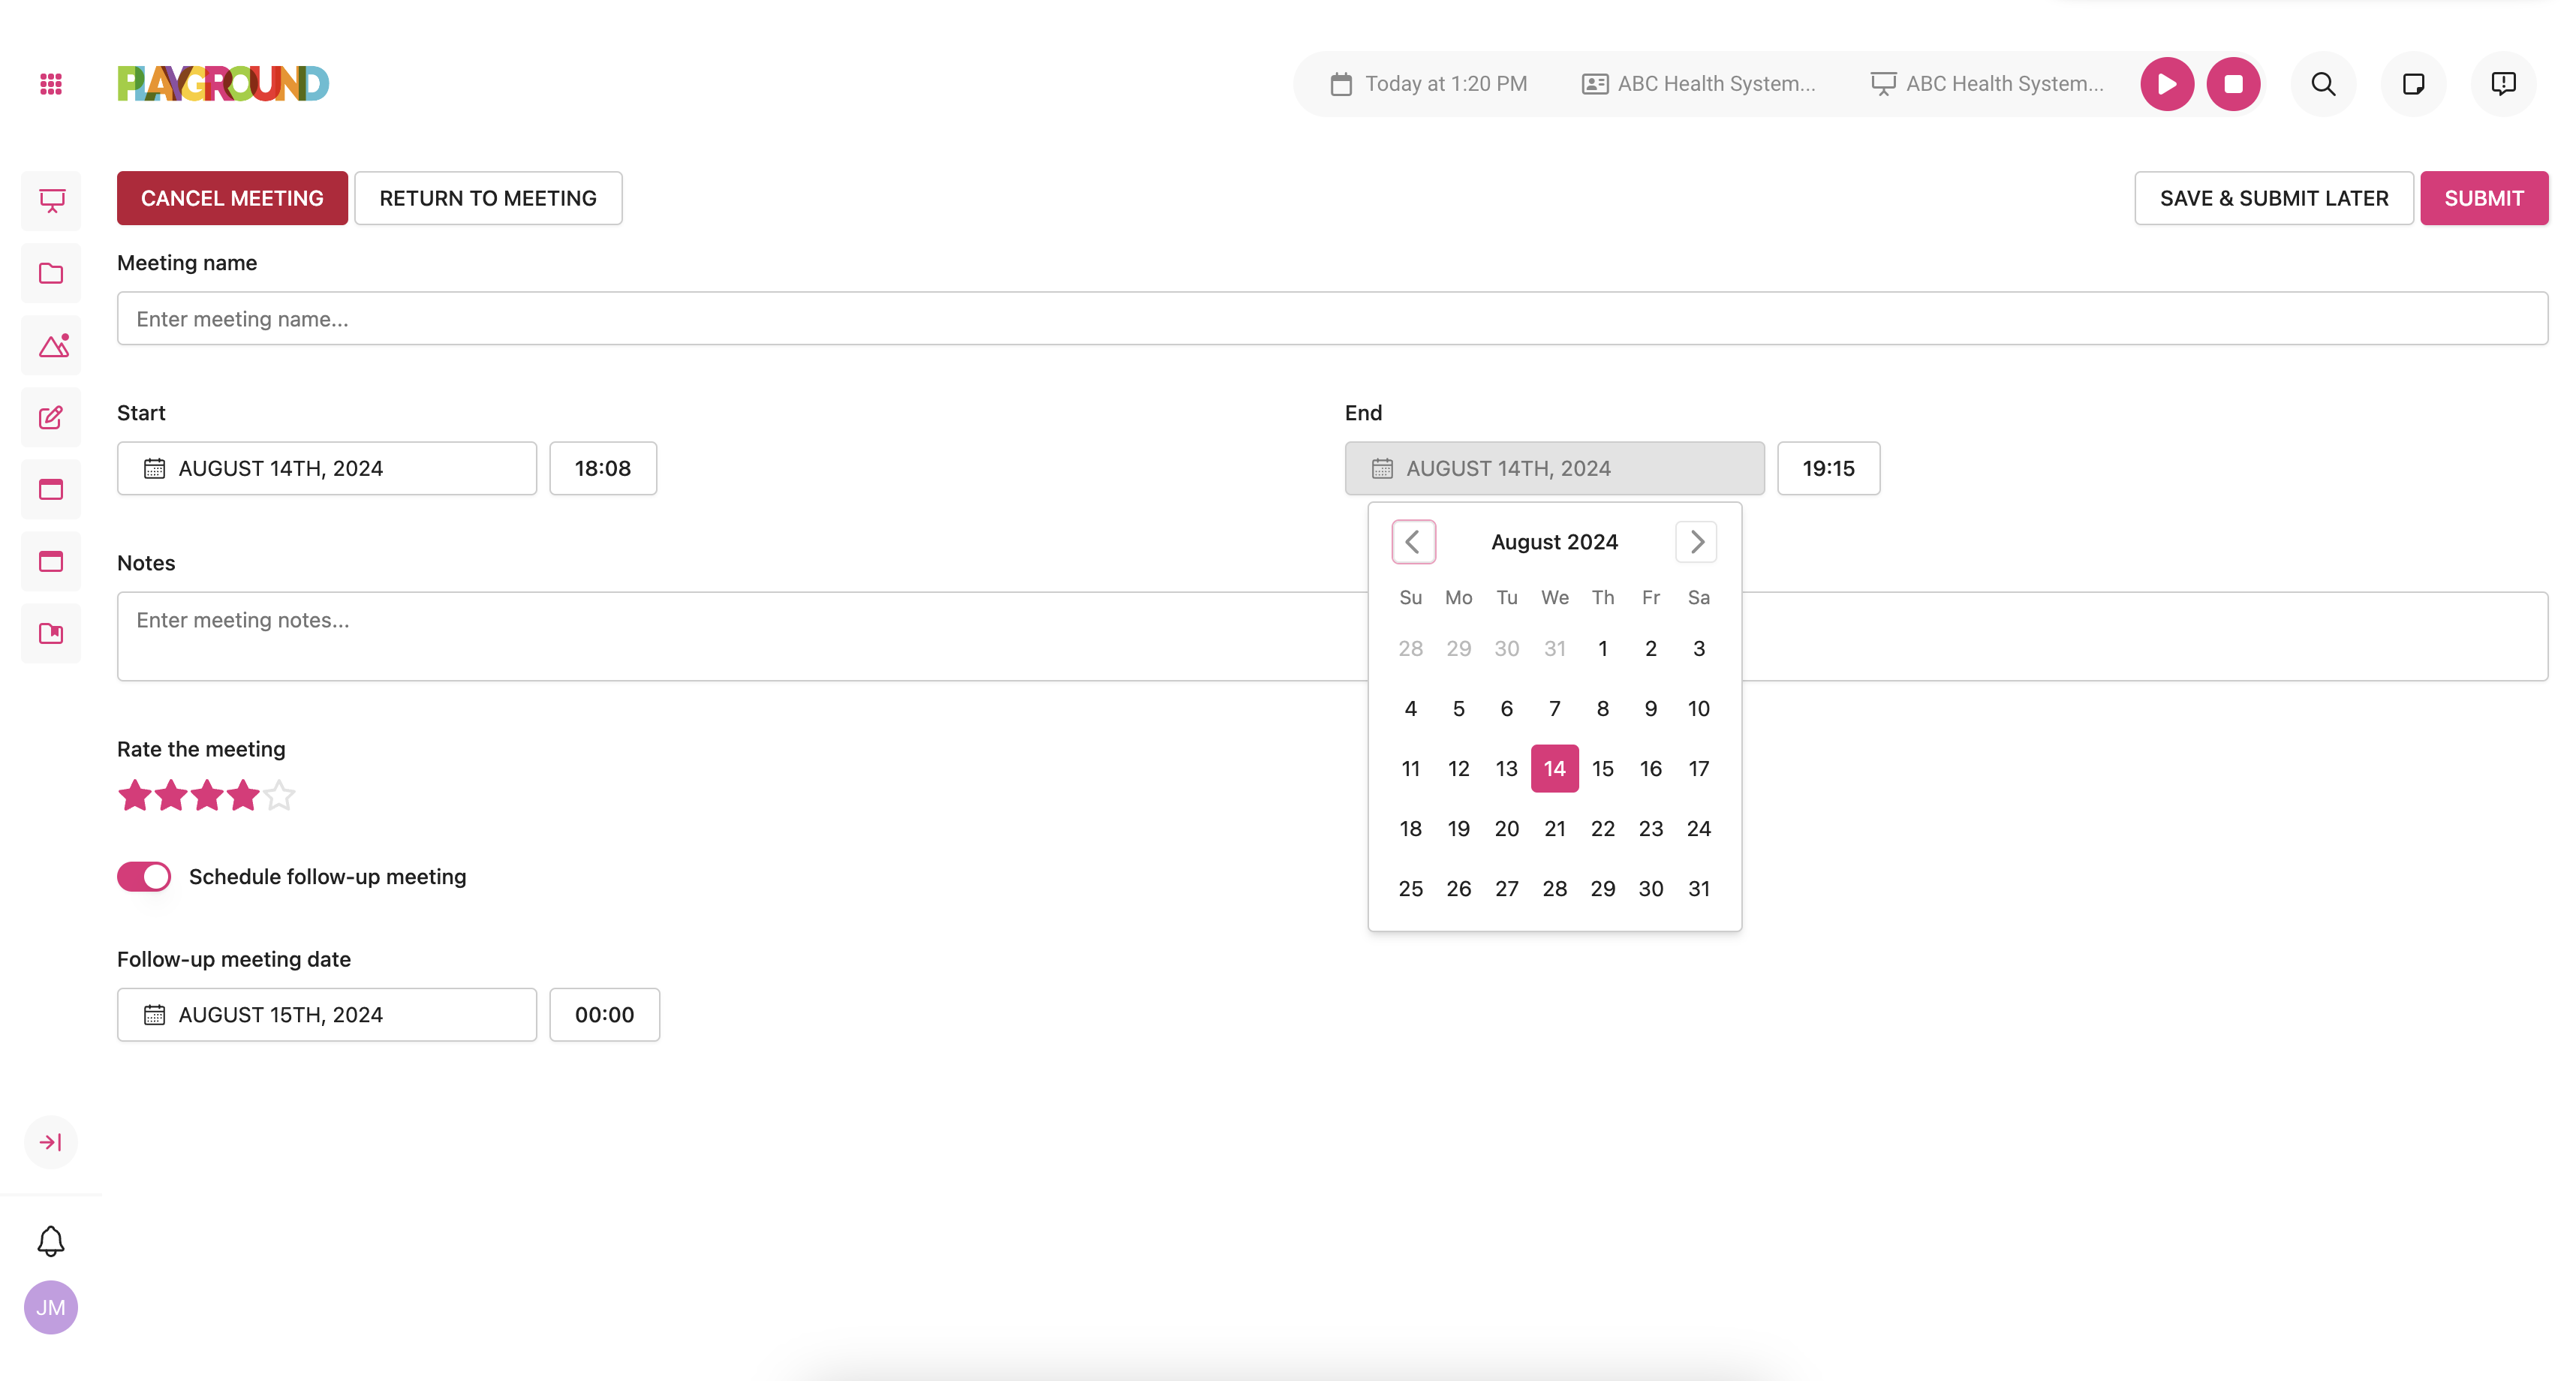 PLAYGROUND
Today at 1:20 PM
ABC Health System...
ABC Health System...
CANCEL MEETING
RETURN TO MEETING
SAVE & SUBMIT LATER
SUBMIT
Meeting name
Enter meeting name...
Start
End
AUGUST 14TH, 2024
18:08
AUGUST 14TH, 2024
19:15
August 2024
Su Mo Tu We Th Fr Sa
28 29 30 31 1 2 3
4 5 6 7 8 9 10
11 12 13 14 15 16 17
18 19 20 21 22 23 24
25 26 27 28 29 30 31
Notes
Enter meeting notes...
Rate the meeting
Schedule follow-up meeting
Follow-up meeting date
AUGUST 15TH, 2024
00:00
JM